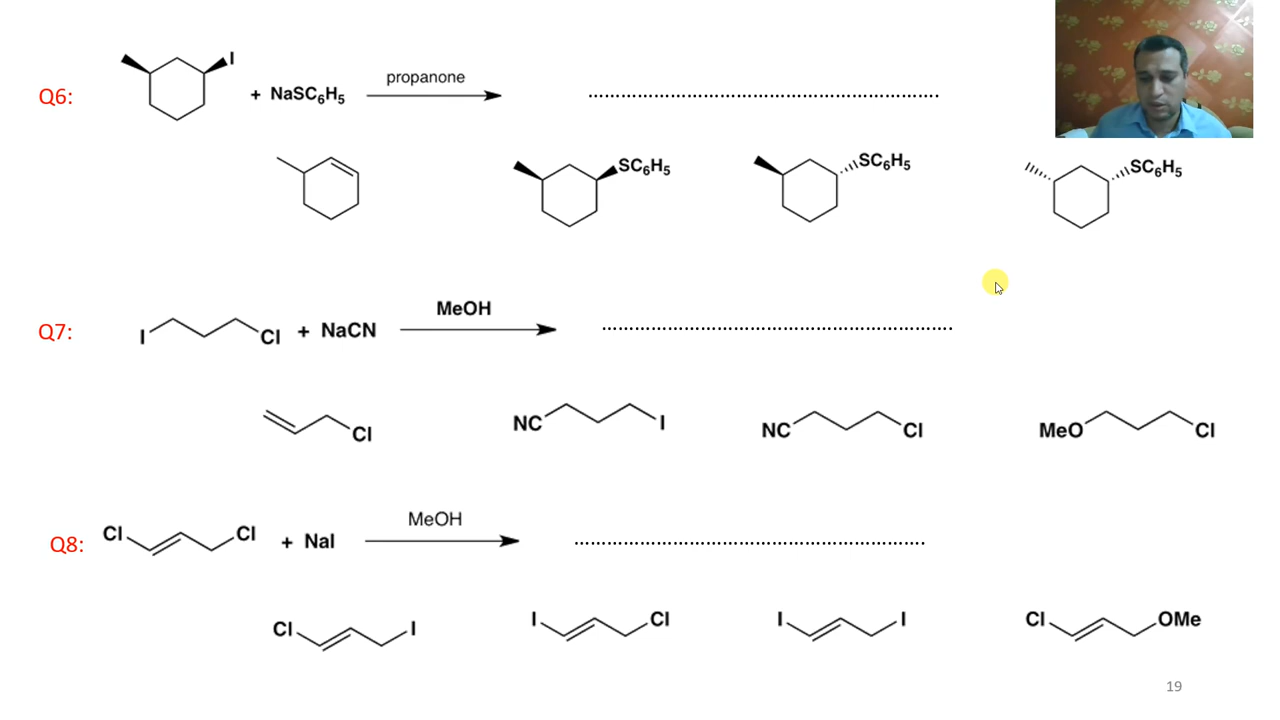 Q6:
I
+ NaSC₆H₅
propanone
................................................................
SC₆H₅
SC₆H₅
SC₆H₅
Q7:
I
Cl
+ NaCN
MeOH
................................................................
Cl
NC
I
NC
Cl
MeO
Cl
Q8:
Cl
Cl
+ NaI
MeOH
................................................................
Cl
I
I
Cl
I
I
Cl
OMe
19